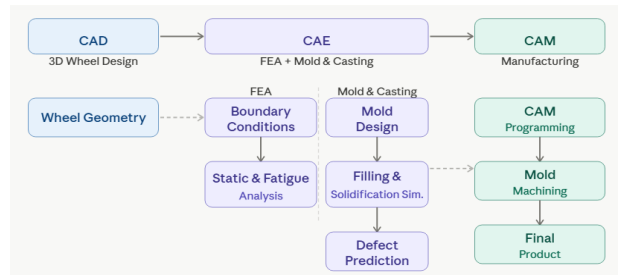 CAD
CAE
CAM
3D Wheel Design
FEA + Mold & Casting
Manufacturing
FEA
Mold & Casting
Wheel Geometry
Boundary
Conditions
Mold
Design
CAM
Programming
Static & Fatigue
Analysis
Filling &
Solidification Sim.
Mold
Machining
Defect
Prediction
Final
Product